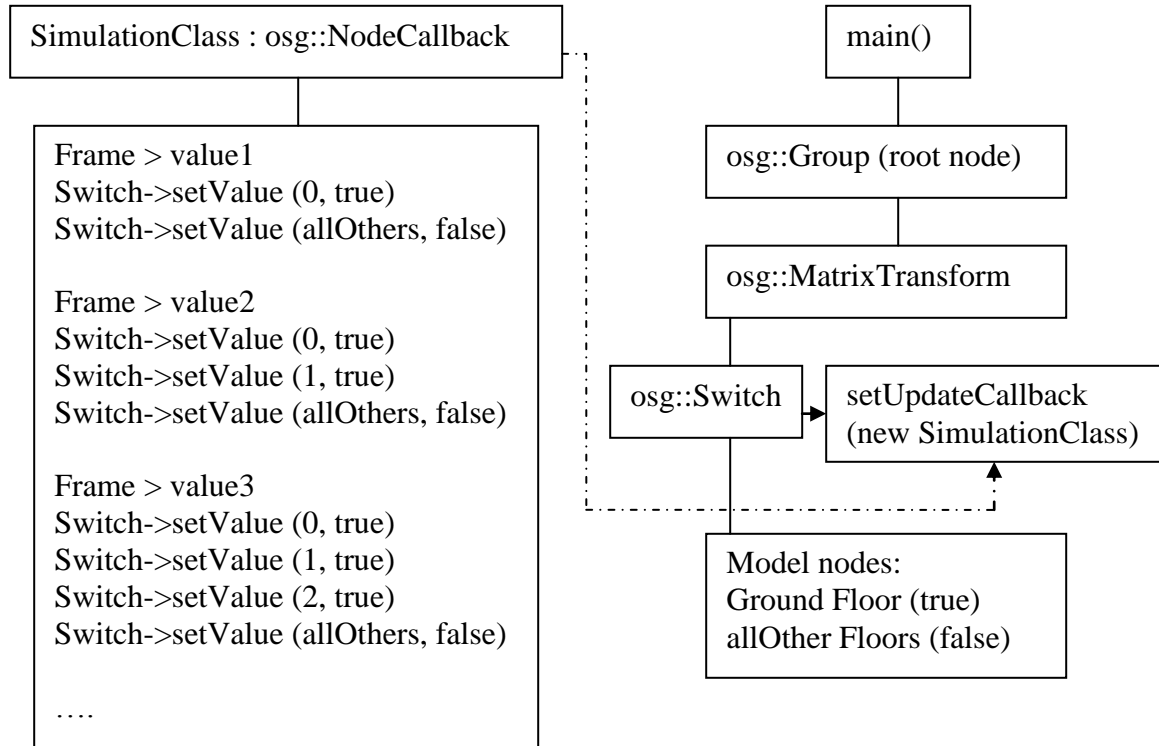 SimulationClass : osg::NodeCallback
Frame > value1
Switch->setValue (0, true)
Switch->setValue (allOthers, false)
Frame > value2
Switch->setValue (0, true)
Switch->setValue (1, true)
Switch->setValue (allOthers, false)
Frame > value3
Switch->setValue (0, true)
Switch->setValue (1, true)
Switch->setValue (2, true)
Switch->setValue (allOthers, false)
….
main()
osg::Group (root node)
osg::MatrixTransform
osg::Switch
setUpdateCallback
(new SimulationClass)
Model nodes:
Ground Floor (true)
allOther Floors (false)